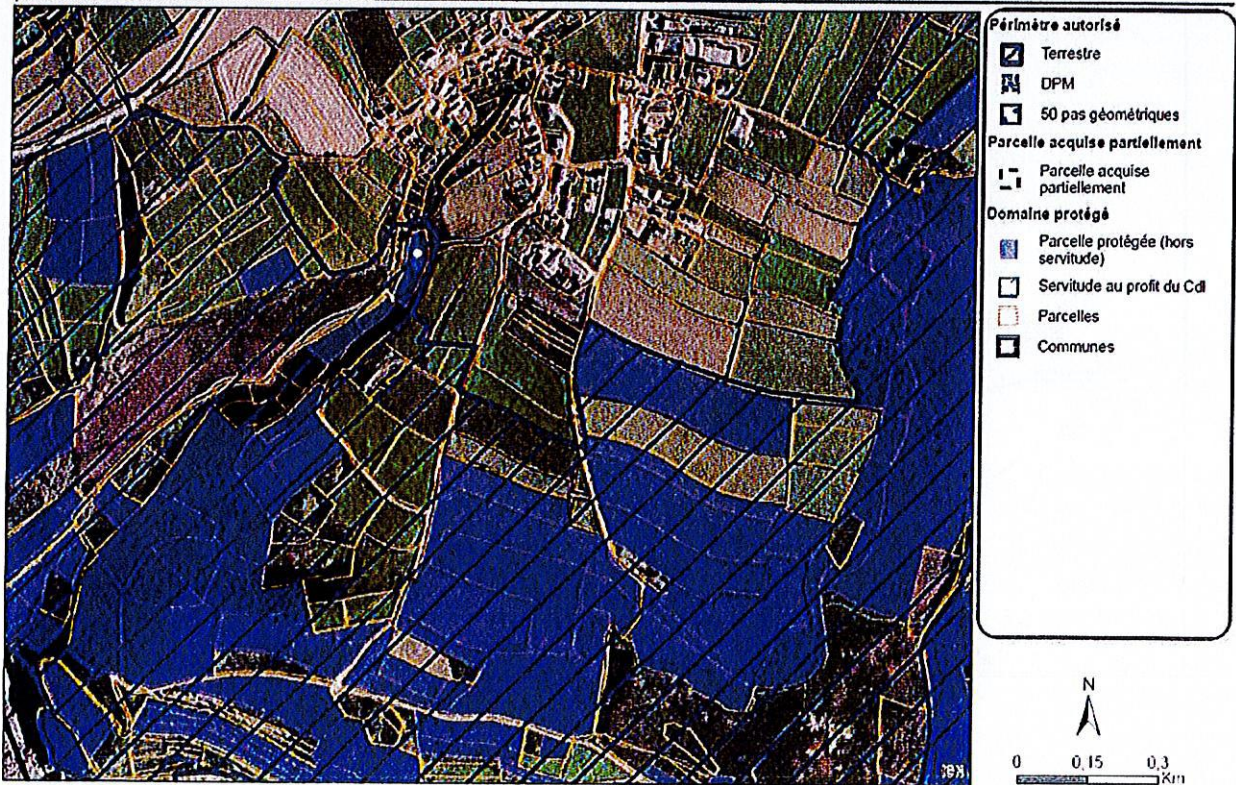 Périmètre autorisé
Terrestre
DPM
50 pas géométriques
Parcelle acquise partiellement
Parcelle acquise
partiellement
Domaine protégé
Parcelle protégée (hors
servitude)
Servitude au profit du Cdl
Parcelles
Communes
N
0 0,15 0,3
Km